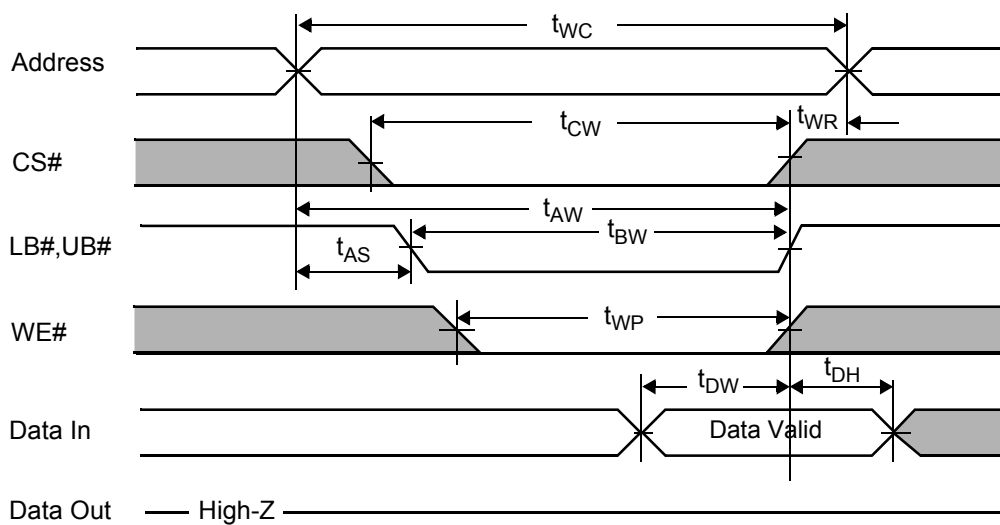 tWC
Address
tCW
tWR
CS#
tAW
LB#,UB#
tBW
tAS
WE#
tWP
tDW
tDH
Data In
Data Valid
Data Out
High-Z